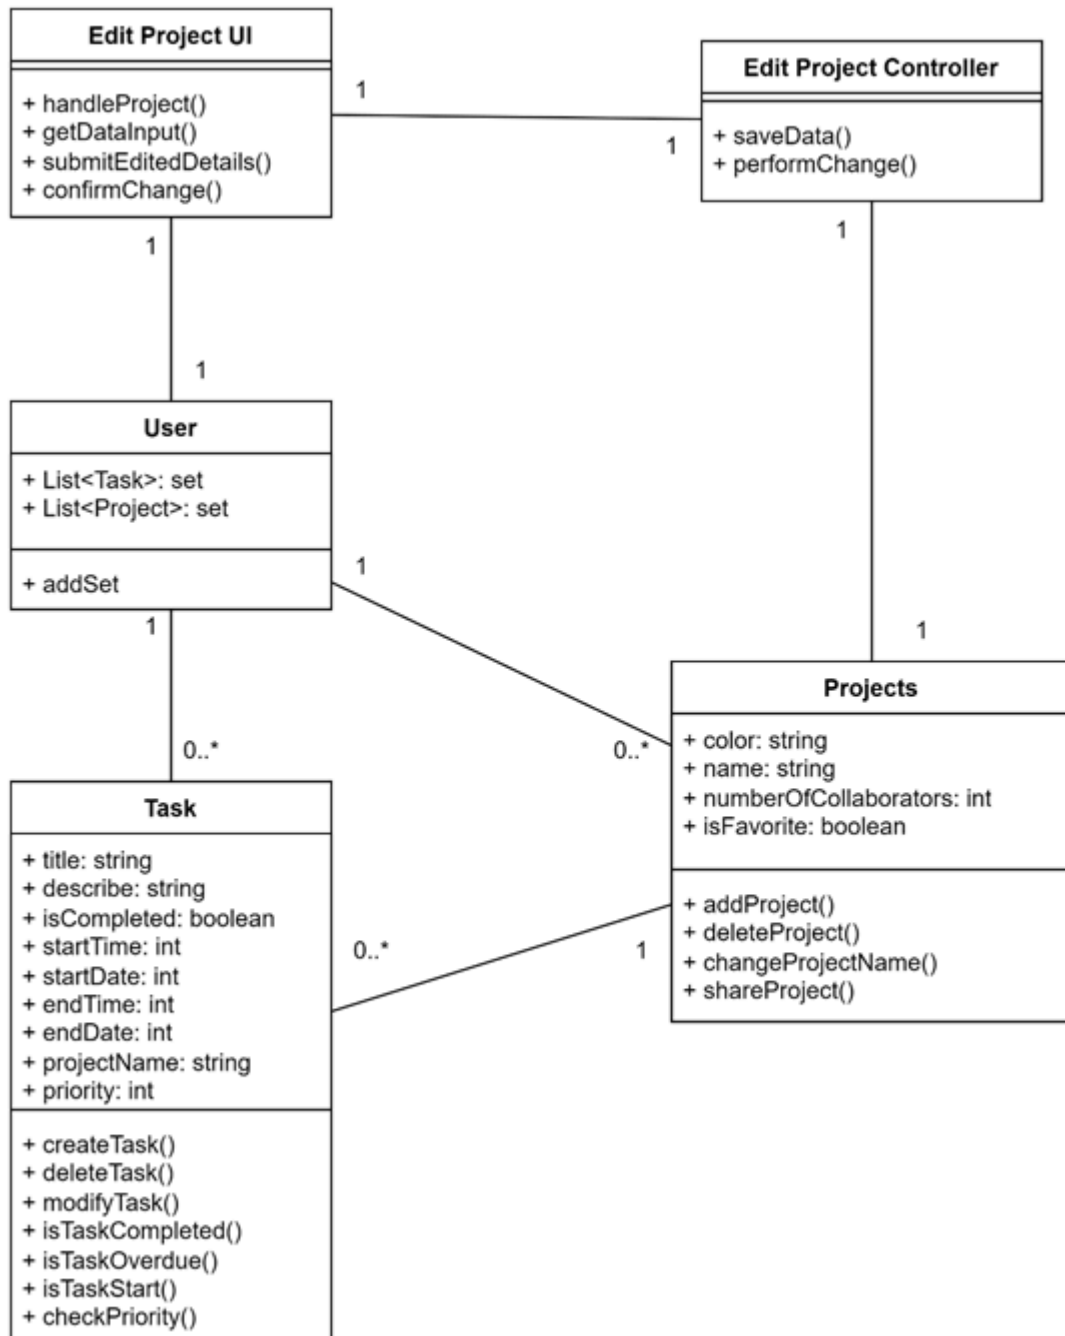 Edit Project UI
+ handleProject()
+ getDataInput()
+ submitEditedDetails()
+ confirmChange()
1
1
Edit Project Controller
+ saveData()
+ performChange()
1
1
1
1
User
+ List<Task>: set
+ List<Project>: set
+ addSet
1
1
0..*
0..*
Projects
+ color: string
+ name: string
+ numberOfCollaborators: int
+ isFavorite: boolean
+ addProject()
+ deleteProject()
+ changeProjectName()
+ shareProject()
Task
+ title: string
+ describe: string
+ isCompleted: boolean
+ startTime: int
+ startDate: int
+ endTime: int
+ endDate: int
+ projectName: string
+ priority: int
0..*
1
+ createTask()
+ deleteTask()
+ modifyTask()
+ isTaskCompleted()
+ isTaskOverdue()
+ isTaskStart()
+ checkPriority()